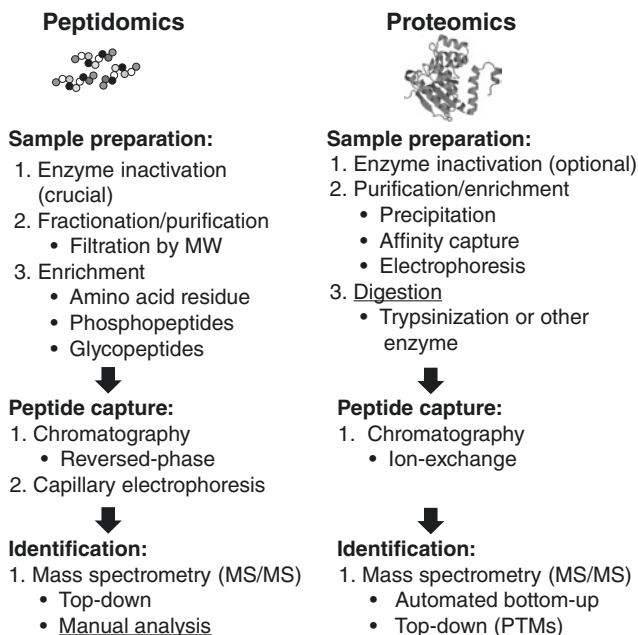 Peptidomics
Sample preparation:
1. Enzyme inactivation
(crucial)
2. Fractionation/purification
• Filtration by MW
3. Enrichment
• Amino acid residue
• Phosphopeptides
• Glycopeptides
Peptide capture:
1. Chromatography
• Reversed-phase
2. Capillary electrophoresis
Identification:
1. Mass spectrometry (MS/MS)
• Top-down
• Manual analysis
Proteomics
Sample preparation:
1. Enzyme inactivation (optional)
2. Purification/enrichment
• Precipitation
• Affinity capture
• Electrophoresis
3. Digestion
• Trypsinization or other
enzyme
Peptide capture:
1. Chromatography
• Ion-exchange
Identification:
1. Mass spectrometry (MS/MS)
• Automated bottom-up
• Top-down (PTMs)